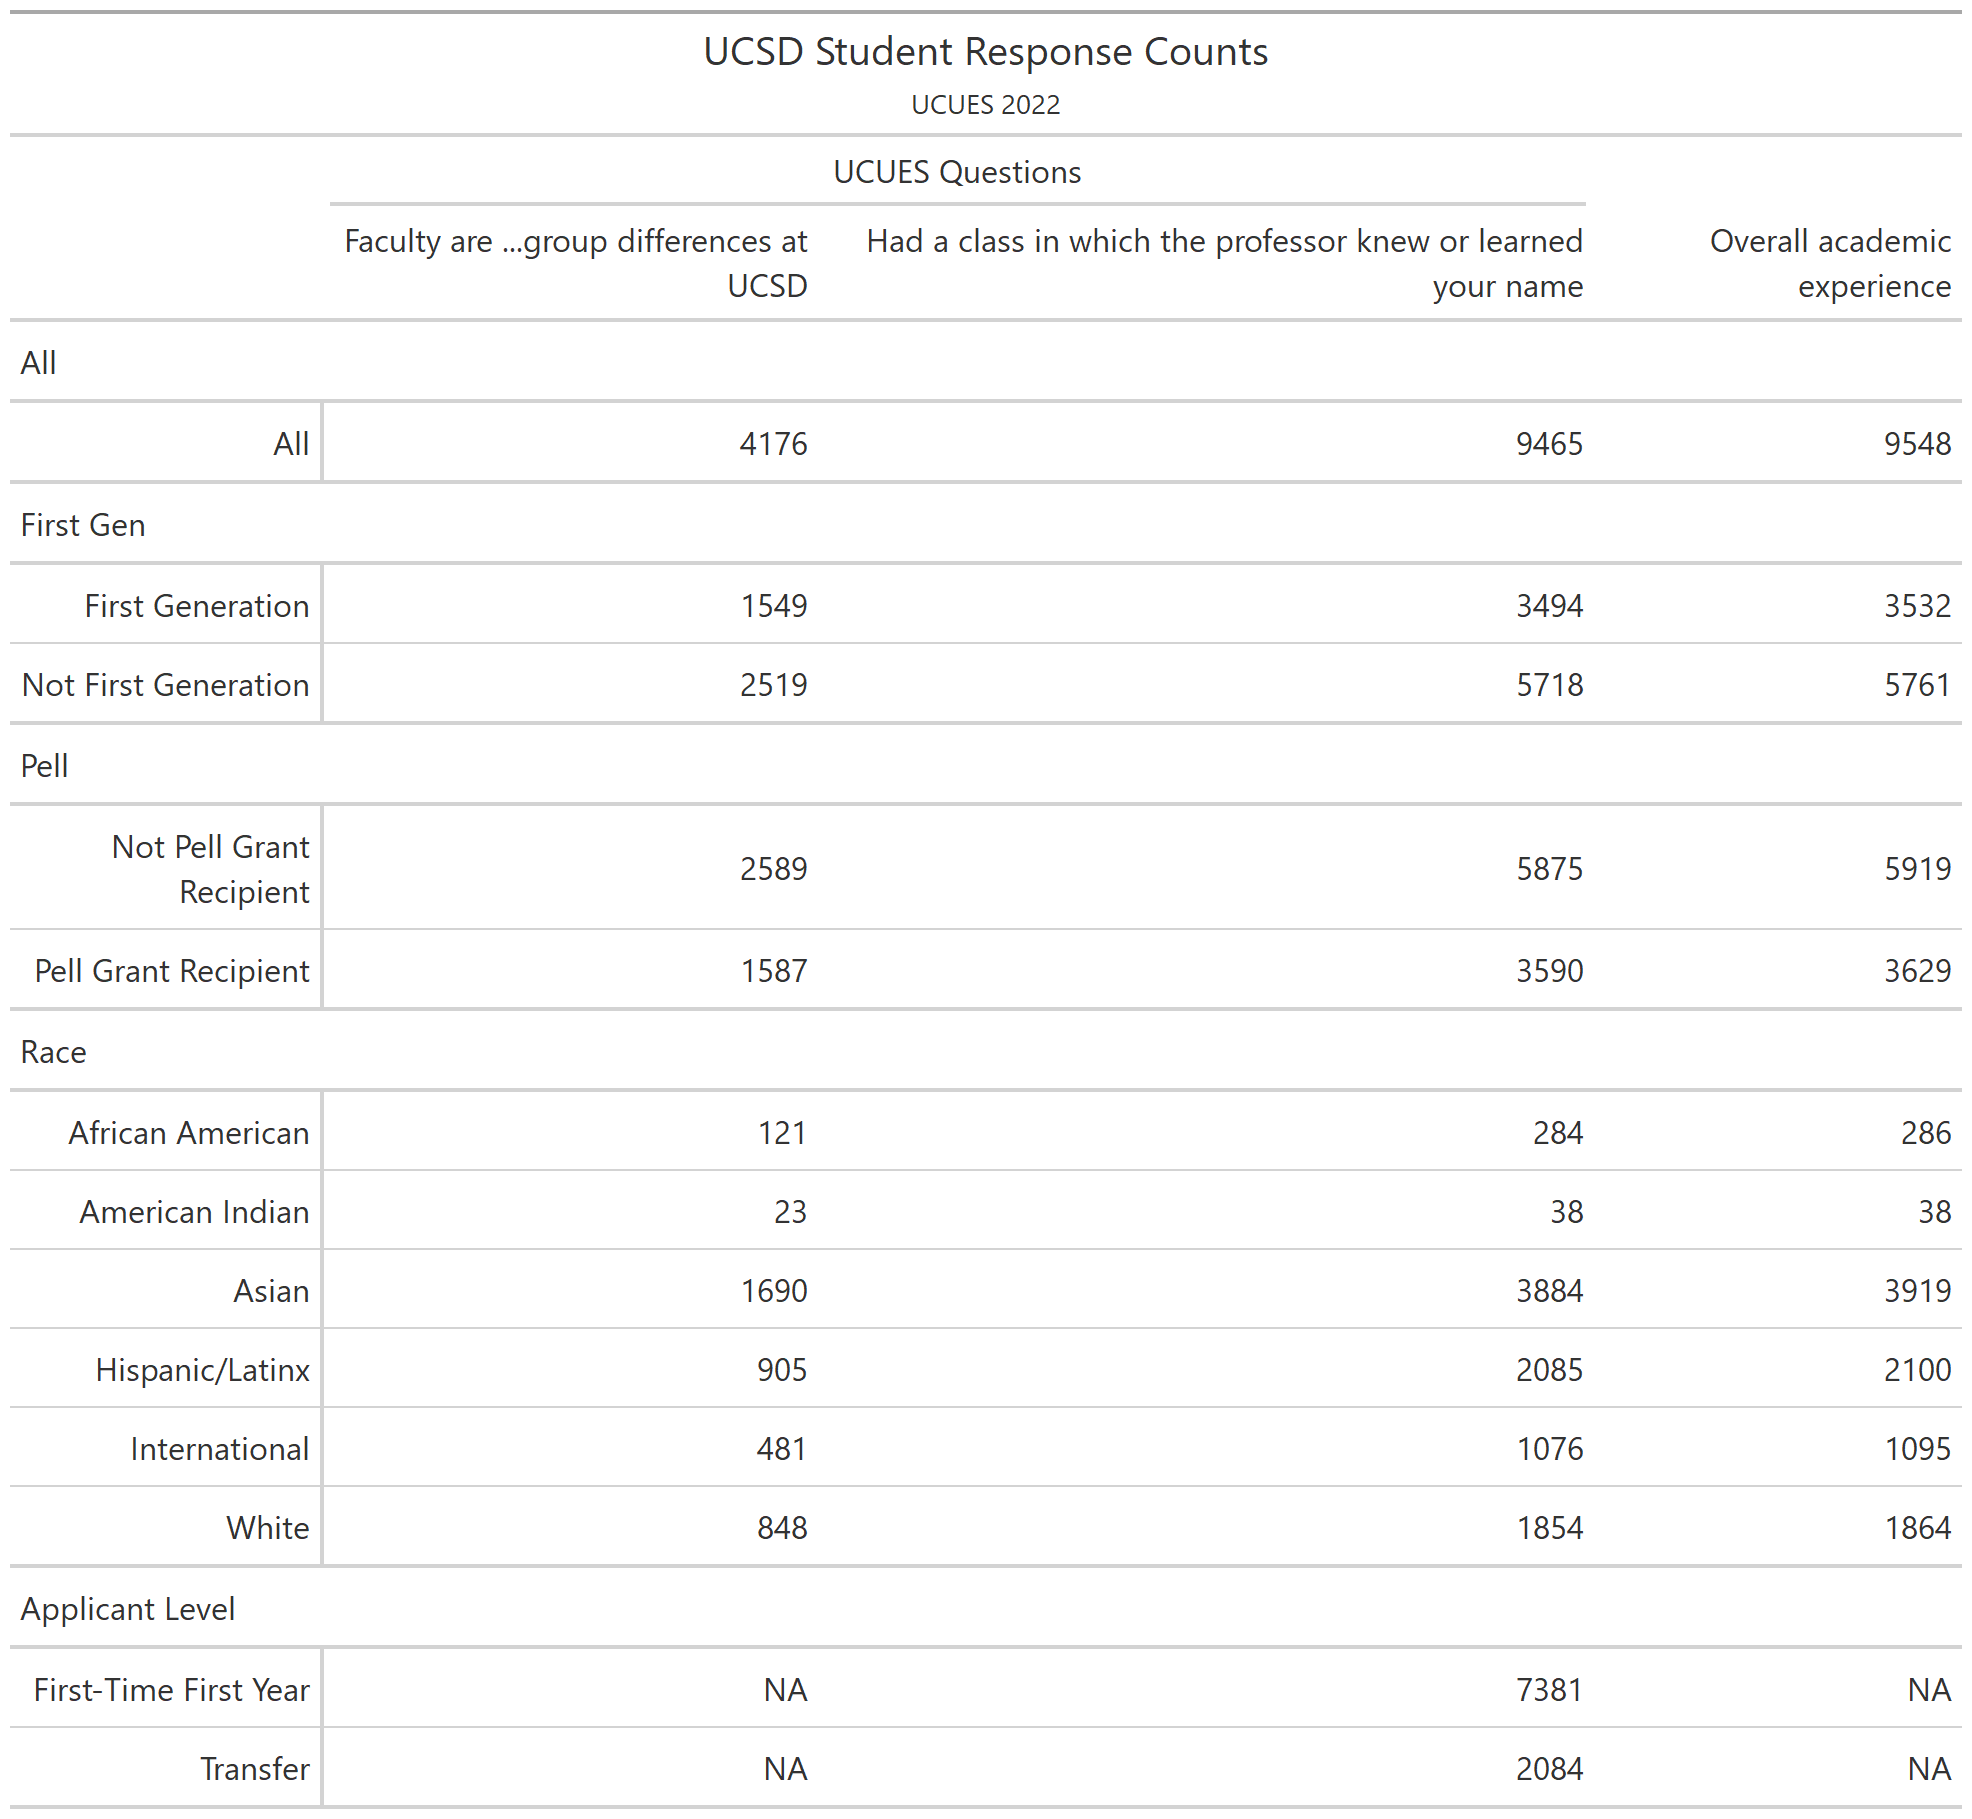 UCSD Student Response Counts
UCUES 2022
UCUES Questions
Faculty are ...group differences at UCSD Had a class in which the professor knew or learned your name Overall academic experience
All
All 4176 9465 9548
First Gen
First Generation 1549 3494 3532
Not First Generation 2519 5718 5761
Pell
Not Pell Grant Recipient 2589 5875 5919
Pell Grant Recipient 1587 3590 3629
Race
African American 121 284 286
American Indian 23 38 38
Asian 1690 3884 3919
Hispanic/Latinx 905 2085 2100
International 481 1076 1095
White 848 1854 1864
Applicant Level
First-Time First Year NA 7381 NA
Transfer NA 2084 NA